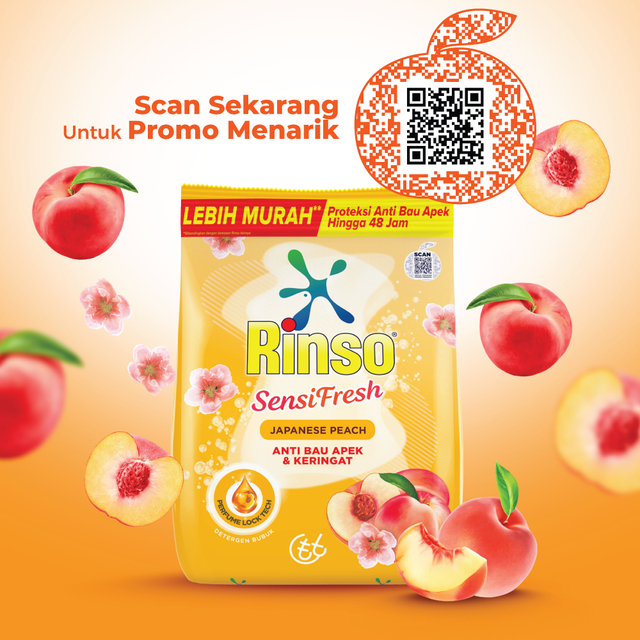 Scan Sekarang
Untuk Promo Menarik
LEBIH MURAH**
Proteksi Anti Bau Apek
Hingga 48 Jam
SCAN
Rinso®
SensiFresh
JAPANESE PEACH
ANTI BAU APEK
& KERINGAT
PERFUME LOCK TECH
DETERGEN BUBUK